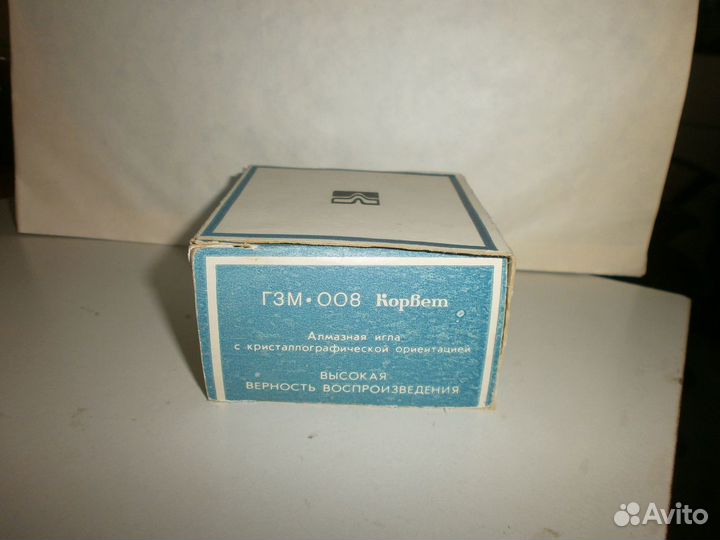 ГЗМ•008 Корвет
Алмазная игла
с кристаллографической ориентацией
ВЫСОКАЯ
ВЕРНОСТЬ ВОСПРОИЗВЕДЕНИЯ
Avito